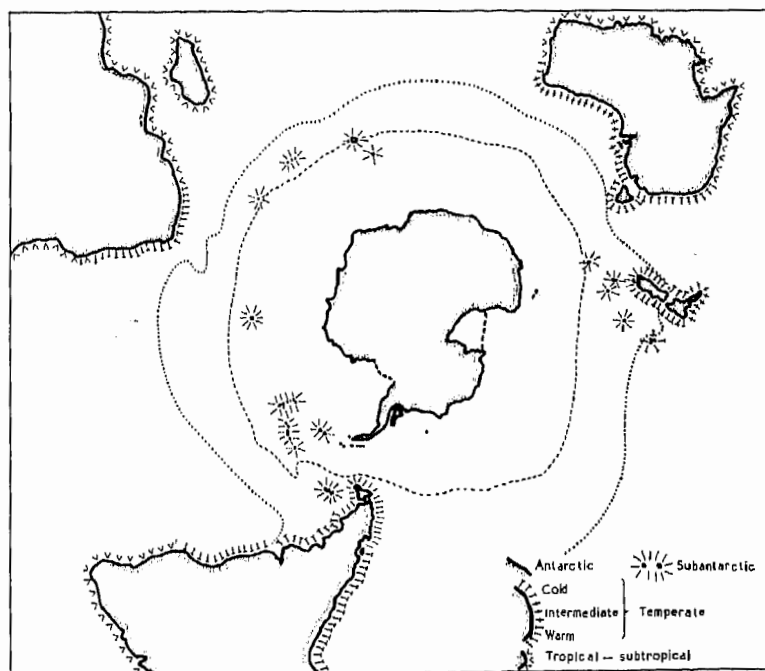 Antarctic Subantarctic
Cold
Intermediate Temperate
Warm
Tropical – subtropical